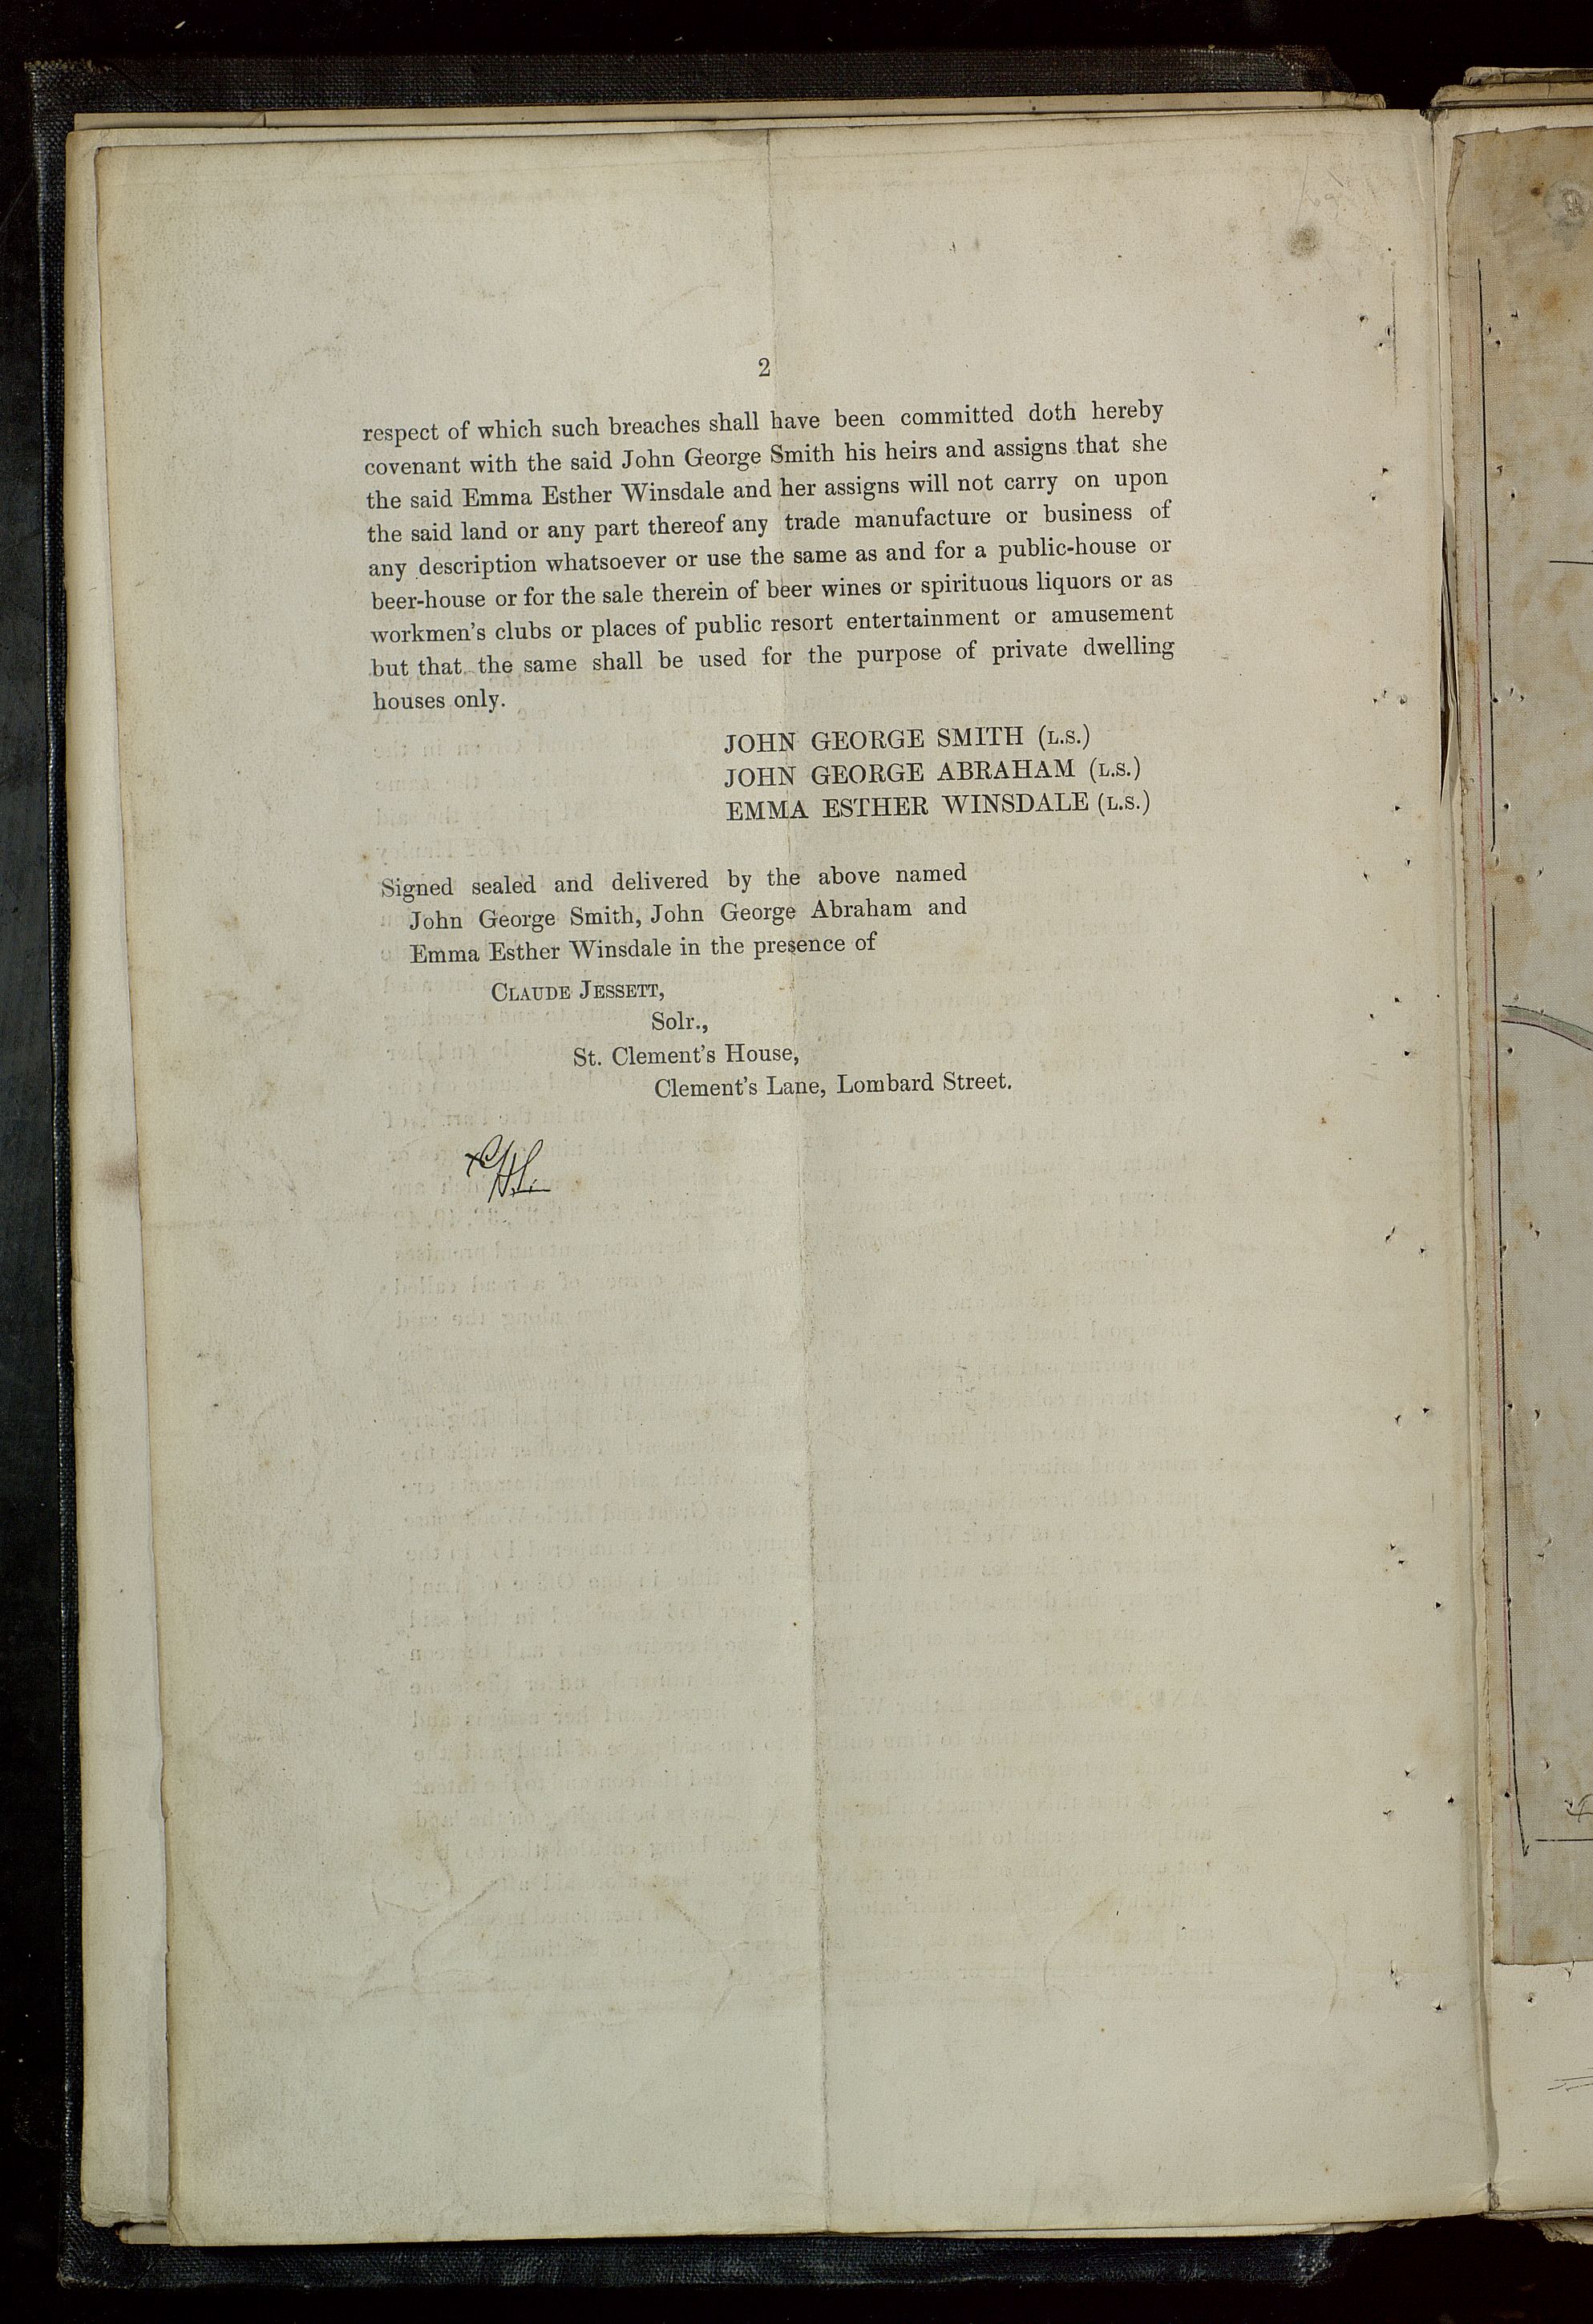 2
respect of which such breaches shall have been committed doth hereby
covenant with the said John George Smith his heirs and assigns that she
the said Emma Esther Winsdale and her assigns will not carry on upon
the said land or any part thereof any trade manufacture or business of
any description whatsoever or use the same as and for a public-house or
beer-house or for the sale therein of beer wines or spirituous liquors or as
workmen's clubs or places of public resort entertainment or amusement
but that the same shall be used for the purpose of private dwelling
houses only.
JOHN GEORGE SMITH (L.S.)
JOHN GEORGE ABRAHAM (L.S.)
EMMA ESTHER WINSDALE (L.S.)
Signed sealed and delivered by the above named
John George Smith, John George Abraham and
Emma Esther Winsdale in the presence of
CLAUDE JESSETT,
Solr.,
St. Clement's House,
Clement's Lane, Lombard Street.